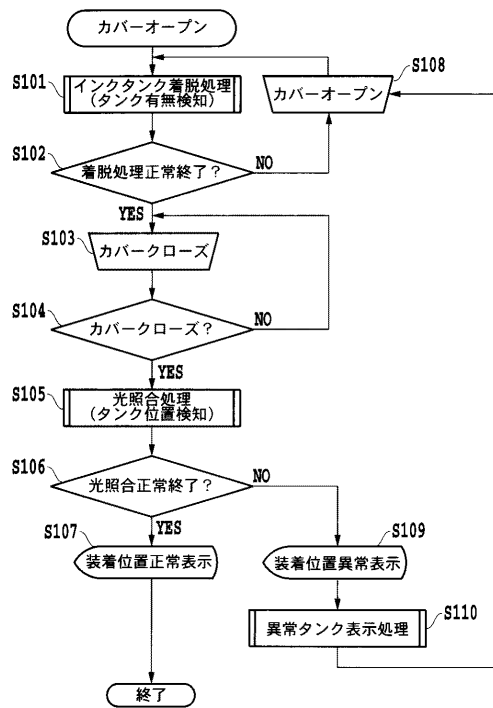 カバーオープン
S101
インクタンク着脱処理
(タンク有無検知)
S108
カバーオープン
S102
着脱処理正常終了?
NO
YES
S103
カバークローズ
S104
カバークローズ?
NO
YES
S105
光照合処理
(タンク位置検知)
S106
光照合正常終了?
NO
YES
S107
装着位置正常表示
S109
装着位置異常表示
S110
異常タンク表示処理
終了